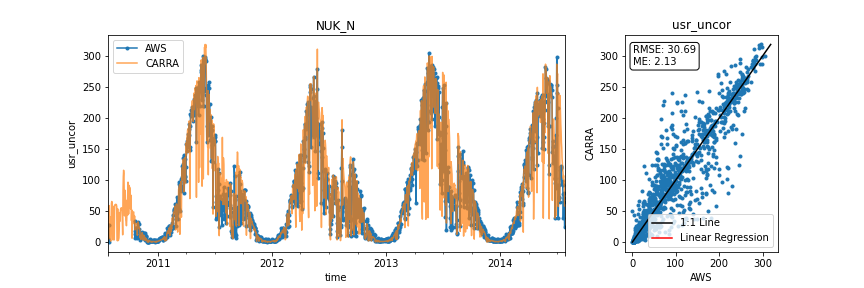 NUK_N
usr_uncor
AWS
CARRA
300
250
200
150
100
50
0
usr_uncor
2011
2012
2013
2014
time
RMSE: 30.69
ME: 2.13
300
250
200
150
100
50
0
CARRA
1:1 Line
Linear Regression
0
100
200
300
AWS